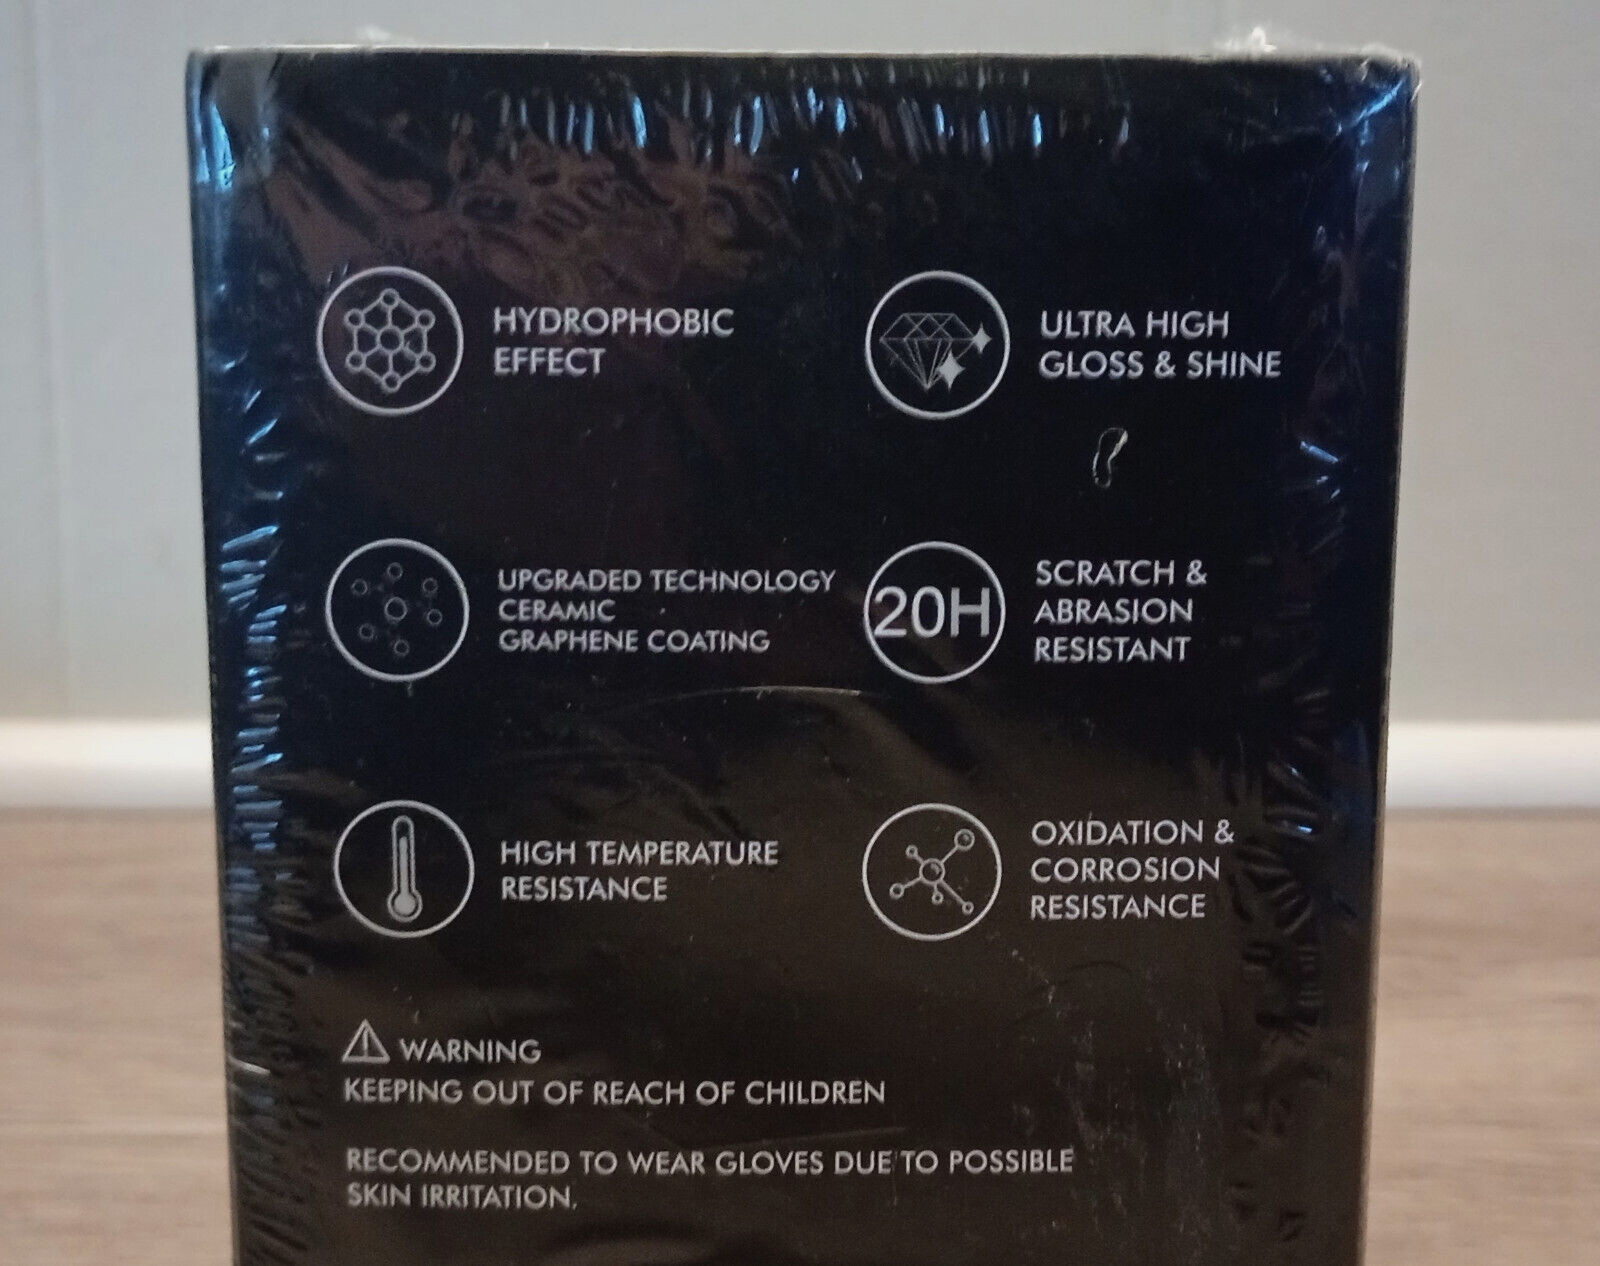 HYDROPHOBIC
EFFECT
ULTRA HIGH
GLOSS & SHINE
UPGRADED TECHNOLOGY
CERAMIC
GRAPHENE COATING
20H
SCRATCH &
ABRASION
RESISTANT
HIGH TEMPERATURE
RESISTANCE
OXIDATION &
CORROSION
RESISTANCE
WARNING
KEEPING OUT OF REACH OF CHILDREN
RECOMMENDED TO WEAR GLOVES DUE TO POSSIBLE
SKIN IRRITATION.